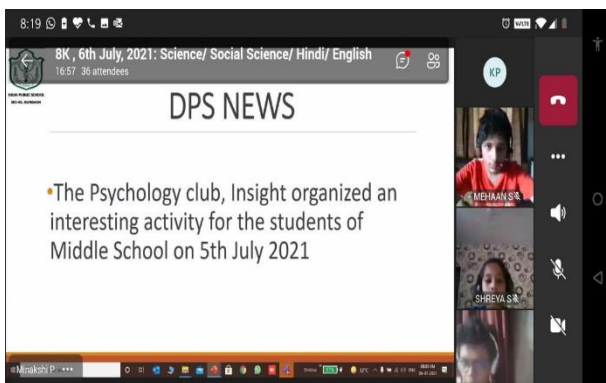 8:19
8K , 6th July, 2021: Science/ Social Science/ Hindi/ English
16:57 36 attendees
KP
DPS NEWS
•The Psychology club, Insight organized an
interesting activity for the students of
Middle School on 5th July 2021
MEHAAN S
SHREYA S
Minakshi P